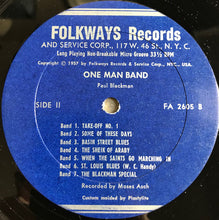 FOLKWAYS Records
AND SERVICE CORP., 117 W. 46 St., N. Y. C.
Long Playing Non-Breakable Micro Groove 33⅓ RPM
Copyright © 1957 by Folkways Records & Service Corp., NYC, USA.
ONE MAN BAND
Paul Blackman
SIDE II
FA 2605 B
Band 1. TAKE-OFF NO. 1
Band 2. SOME OF THESE DAYS
Band 3. BASIN STREET BLUES
Band 4. THE SHEIK OF ARABY
Band 5. WHEN THE SAINTS GO MARCHING IN
Band 6. ST. LOUIS BLUES (W. C. Handy)
Band 7. THE BLACKMAN SPECIAL
Recorded by Moses Asch
Custom molded by Plastylite